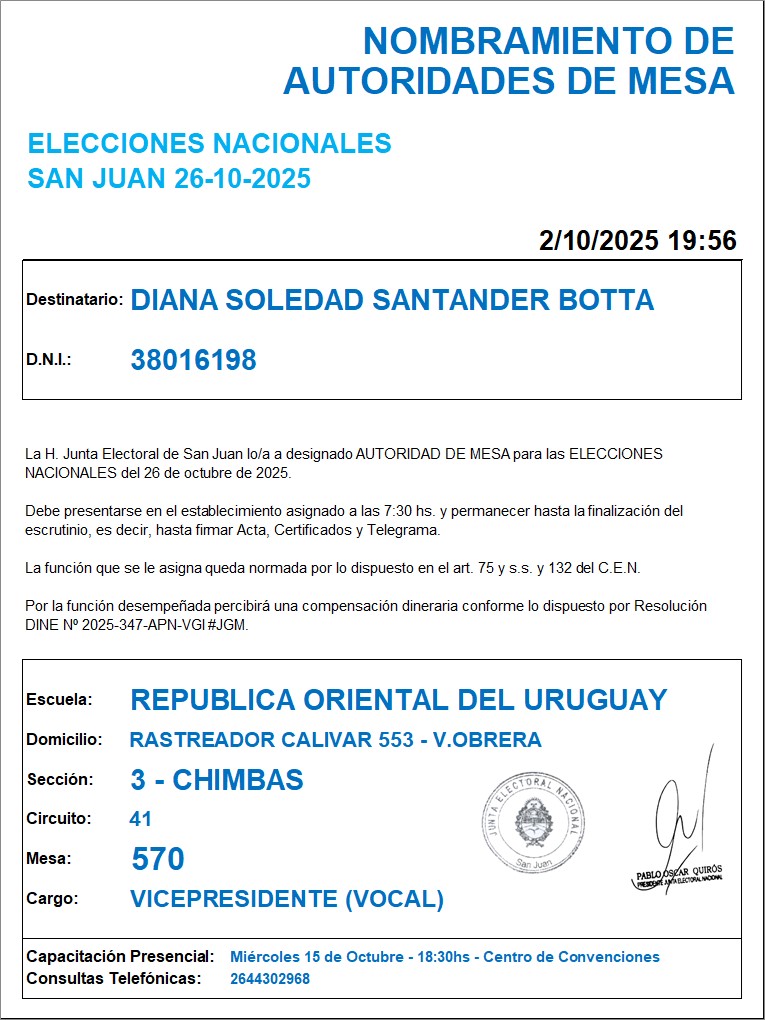 NOMBRAMIENTO DE
AUTORIDADES DE MESA
ELECCIONES NACIONALES
SAN JUAN 26-10-2025
2/10/2025 19:56
Destinatario: DIANA SOLEDAD SANTANDER BOTTA
D.N.I.: 38016198
La H. Junta Electoral de San Juan lo/a a designado AUTORIDAD DE MESA para las ELECCIONES
NACIONALES del 26 de octubre de 2025.
Debe presentarse en el establecimiento asignado a las 7:30 hs. y permanecer hasta la finalización del
escrutinio, es decir, hasta firmar Acta, Certificados y Telegrama.
La función que se le asigna queda normada por lo dispuesto en el art. 75 y s.s. y 132 del C.E.N.
Por la función desempeñada percibirá una compensación dineraria conforme lo dispuesto por Resolución
DINE Nº 2025-347-APN-VGI#JGM.
Escuela: REPUBLICA ORIENTAL DEL URUGUAY
Domicilio: RASTREADOR CALIVAR 553 - V.OBRERA
Sección: 3 - CHIMBAS
Circuito: 41
Mesa: 570
Cargo: VICEPRESIDENTE (VOCAL)
JUNTA ELECTORAL NACIONAL
San Juan
PABLO OSCAR QUIRÓS
PRESIDENTE JUNTA ELECTORAL NACIONAL
Capacitación Presencial: Miércoles 15 de Octubre - 18:30hs - Centro de Convenciones
Consultas Telefónicas: 2644302968